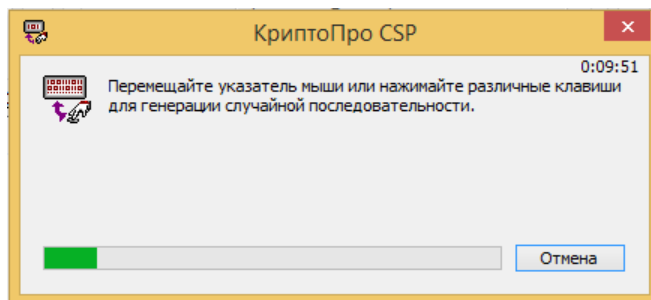 КриптоПро CSP
0:09:51
Перемещайте указатель мыши или нажимайте различные клавиши
для генерации случайной последовательности.
Отмена